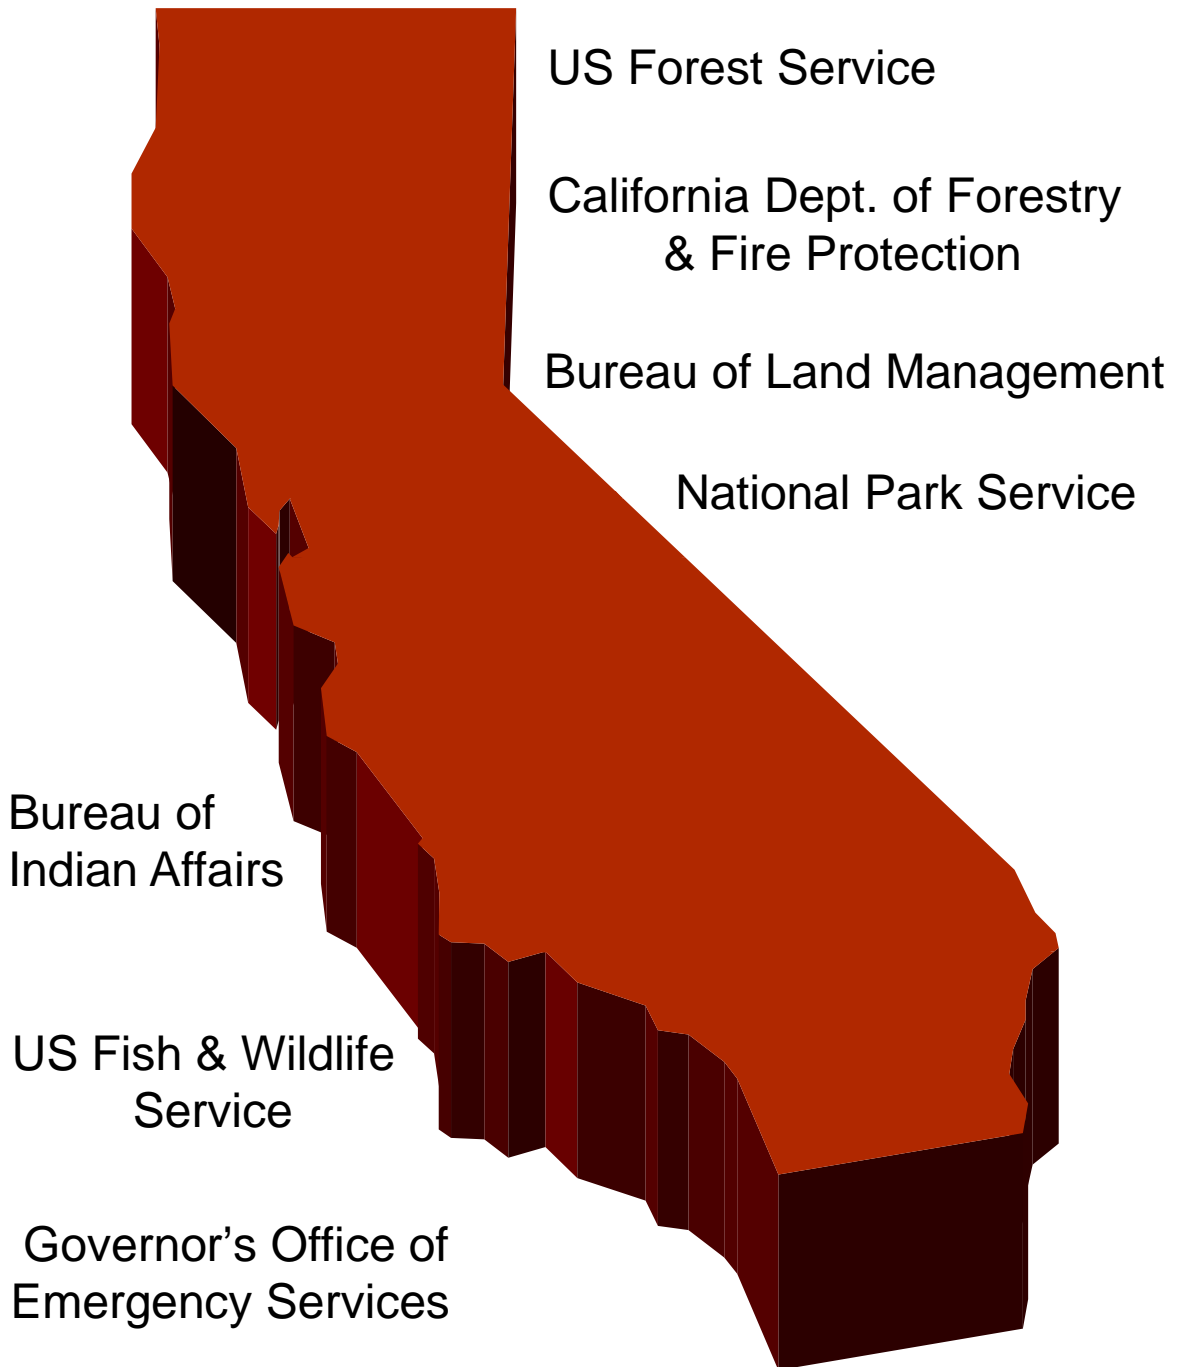 US Forest Service
California Dept. of Forestry
& Fire Protection
Bureau of Land Management
National Park Service
Bureau of
Indian Affairs
US Fish & Wildlife
Service
Governor’s Office of
Emergency Services